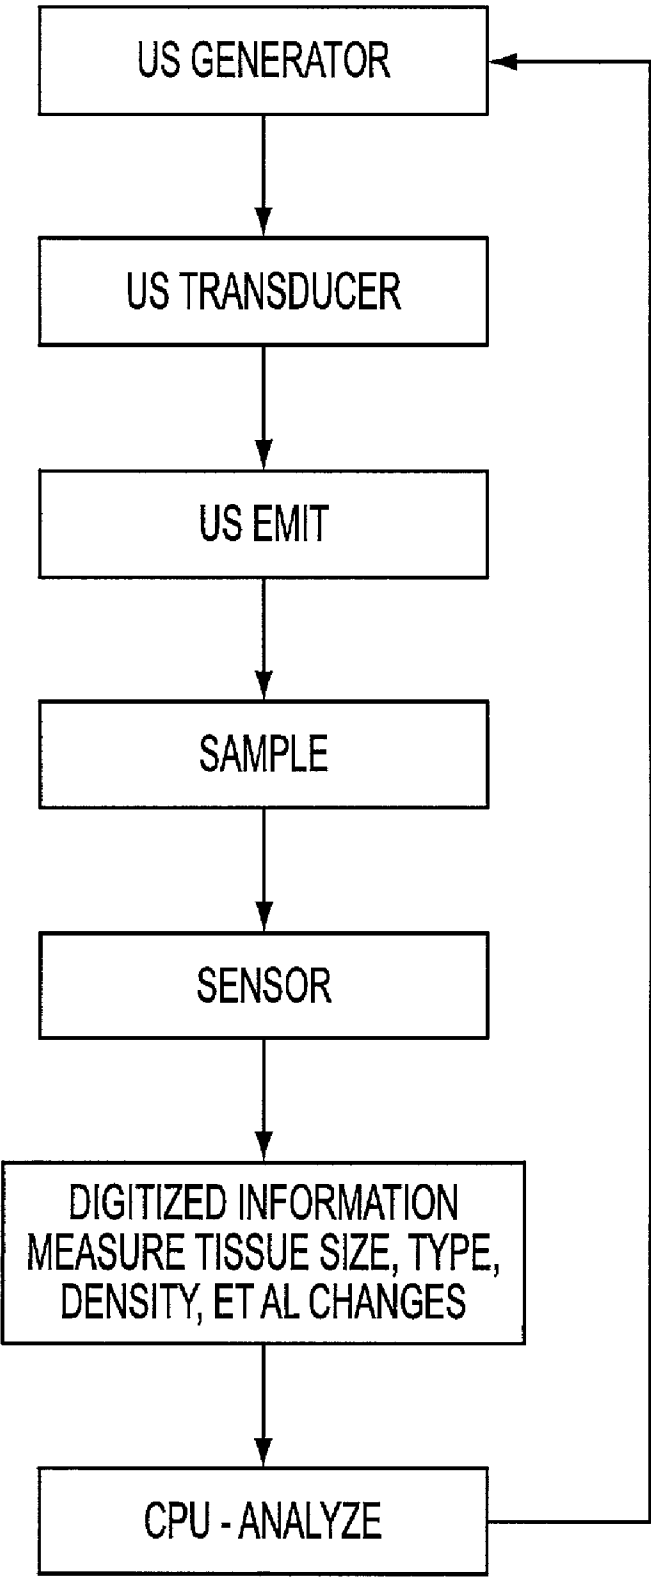 US GENERATOR
US TRANSDUCER
US EMIT
SAMPLE
SENSOR
DIGITIZED INFORMATION
MEASURE TISSUE SIZE, TYPE,
DENSITY, ET AL CHANGES
CPU - ANALYZE